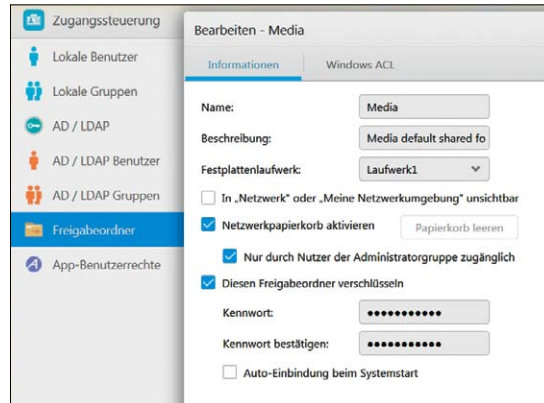 Zugangssteuerung
Lokale Benutzer
Lokale Gruppen
AD / LDAP
AD / LDAP Benutzer
AD / LDAP Gruppen
Freigabeordner
App-Benutzerrechte
Bearbeiten - Media
Informationen Windows ACL
Name: Media
Beschreibung: Media default shared fo
Festplattenlaufwerk: Laufwerk1
In „Netzwerk" oder „Meine Netzwerkumgebung" unsichtbar
Netzwerkpapierkorb aktivieren Papierkorb leeren
Nur durch Nutzer der Administratorgruppe zugänglich
Diesen Freigabeordner verschlüsseln
Kennwort: •••••••••••
Kennwort bestätigen: •••••••••••
Auto-Einbindung beim Systemstart